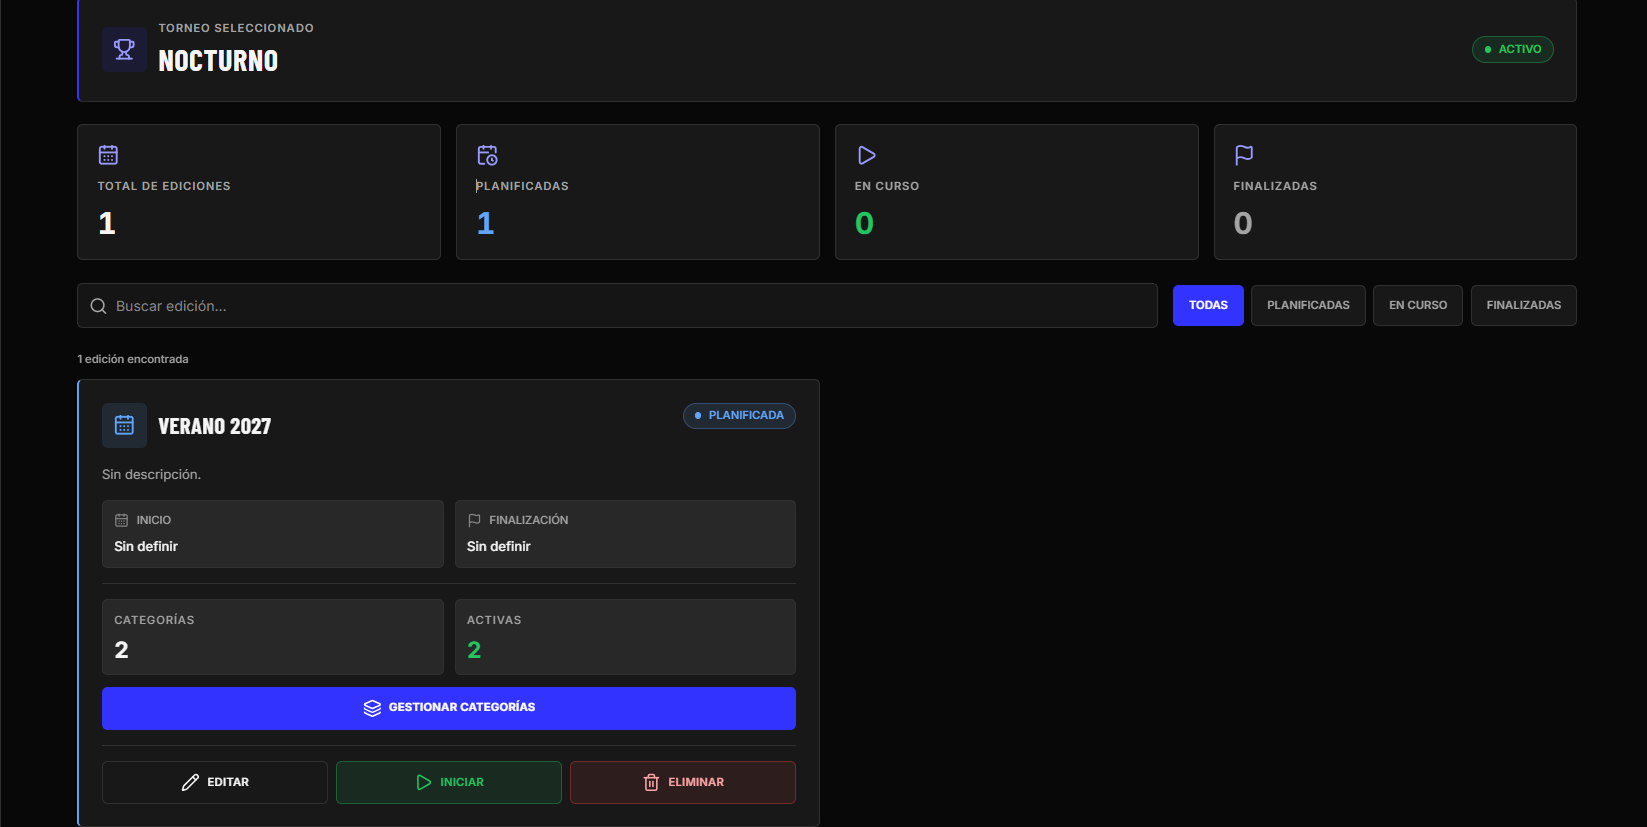 TORNEO SELECCIONADO
NOCTURNO
ACTIVO
TOTAL DE EDICIONES
1
PLANIFICADAS
1
EN CURSO
0
FINALIZADAS
0
Buscar edición...
TODAS
PLANIFICADAS
EN CURSO
FINALIZADAS
1 edición encontrada
VERANO 2027
PLANIFICADA
Sin descripción.
INICIO
Sin definir
FINALIZACIÓN
Sin definir
CATEGORÍAS
2
ACTIVAS
2
GESTIONAR CATEGORÍAS
EDITAR
INICIAR
ELIMINAR